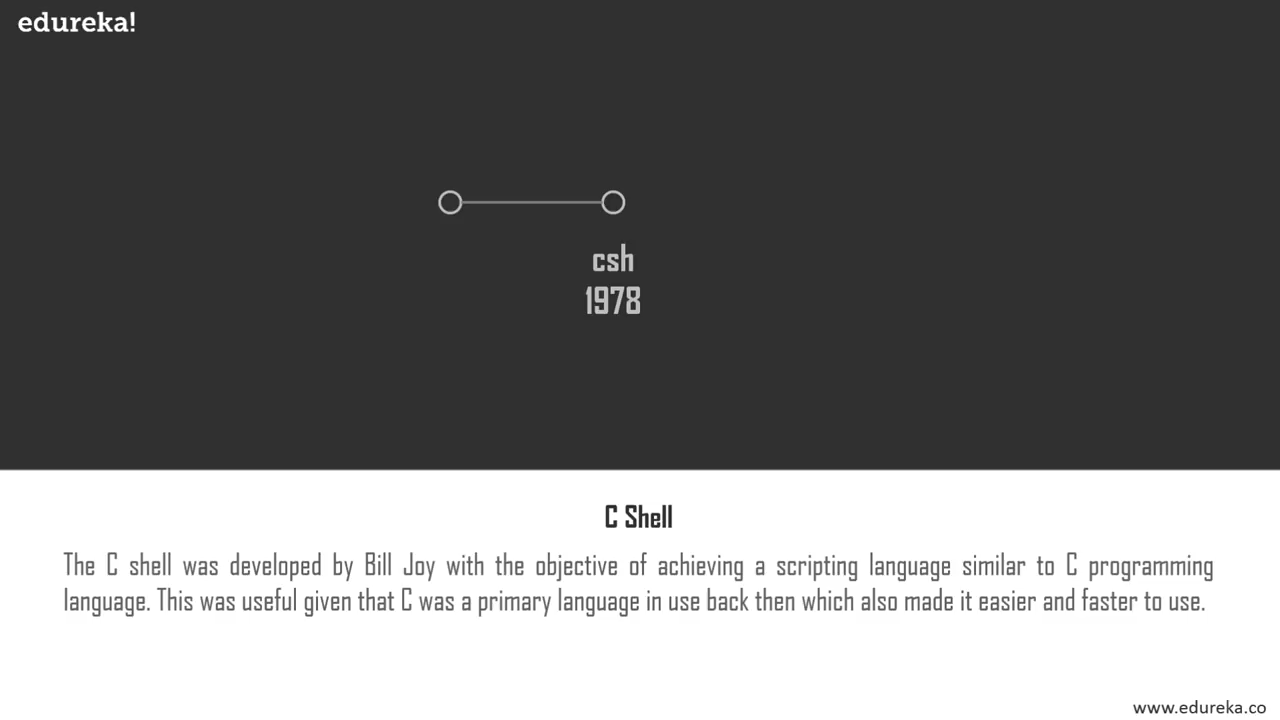 edureka!
csh
1978
C Shell
The C shell was developed by Bill Joy with the objective of achieving a scripting language similar to C programming
language. This was useful given that C was a primary language in use back then which also made it easier and faster to use.
www.edureka.co